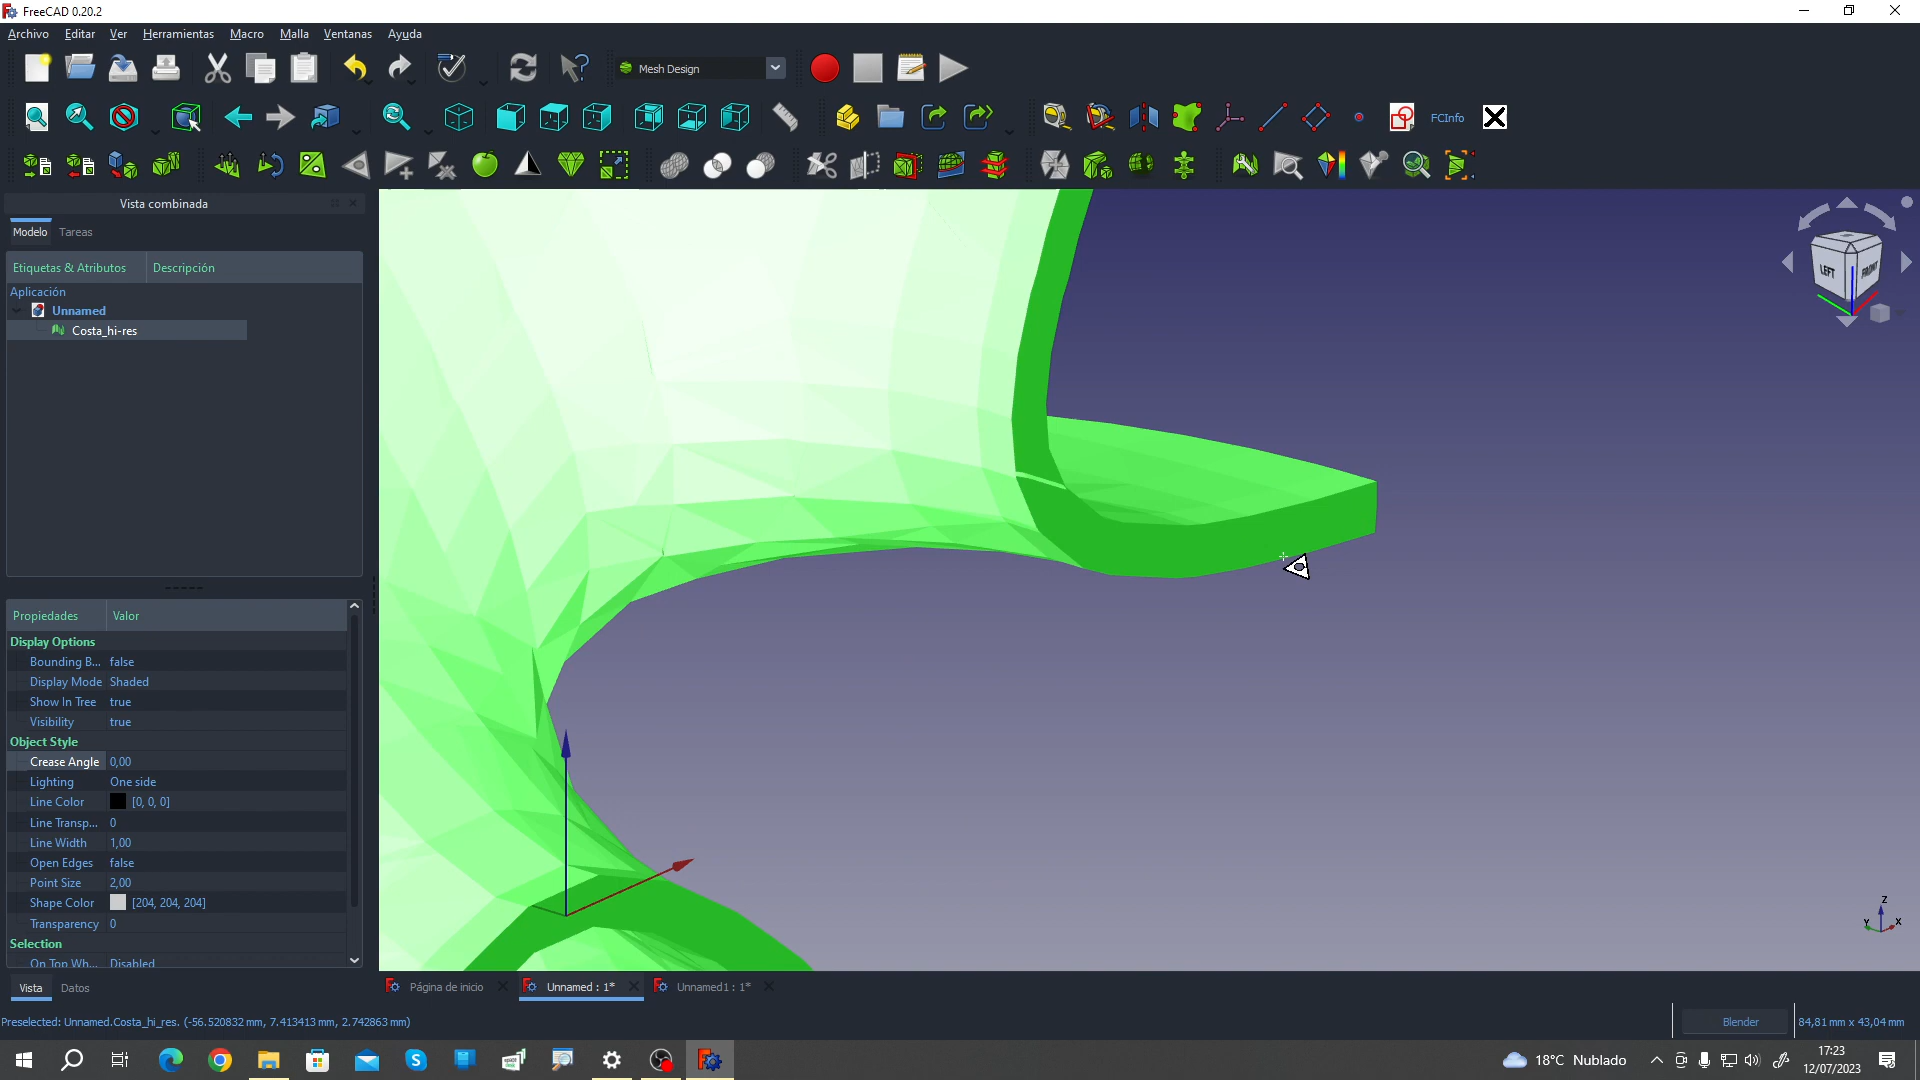 FreeCAD 0.20.2
Archivo Editar Ver Herramientas Macro Malla Ventanas Ayuda
Mesh Design
FCInfo
Vista combinada
Modelo Tareas
Etiquetas & Atributos Descripción
Aplicación
Unnamed
Costa_hi-res
LEFT FRONT
Propiedades Valor
Display Options
Bounding B... false
Display Mode Shaded
Show In Tree true
Visibility true
Object Style
Crease Angle 0,00
Lighting One side
Line Color [0, 0, 0]
Line Transp... 0
Line Width 1,00
Open Edges false
Point Size 2,00
Shape Color [204, 204, 204]
Transparency 0
Selection
On Top Wh... Disabled
Z
Y X
Vista Datos
Página de inicio Unnamed : 1* Unnamed1 : 1*
Preselected: Unnamed.Costa_hi_res. (-56.520832 mm, 7.413413 mm, 2.742863 mm)
Blender 84,81 mm x 43,04 mm
18°C Nublado
17:23
12/07/2023